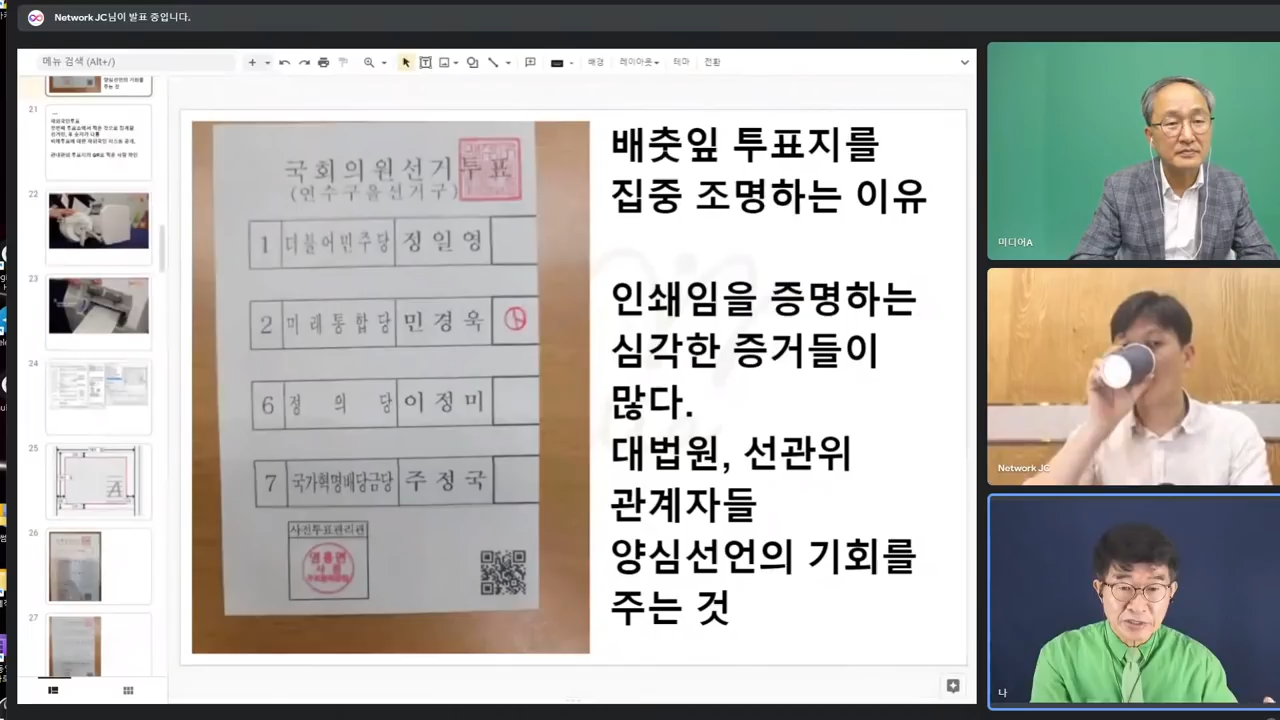 Network JC님이 발표 중입니다.
메뉴 검색 (Alt+/)
배경
레이아웃
테마
전환
21
22
23
24
25
26
27
국회의원선거투표
(연수구을선거구)
1 더불어민주당 정일영
2 미래통합당 민경욱
6 정의당 이정미
7 국가혁명배당금당 주정국
사전투표관리관
배춧잎 투표지를
집중 조명하는 이유
인쇄임을 증명하는
심각한 증거들이
많다.
대법원, 선관위
관계자들
양심선언의 기회를
주는 것
미디어A
Network JC
나